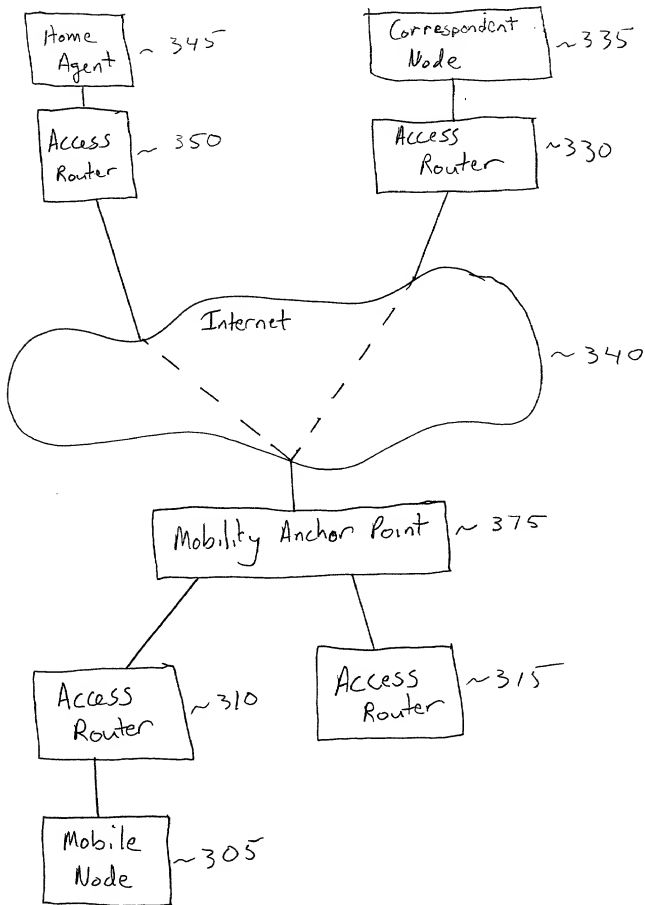 Home
Agent
~ 345
Correspondent
Node
~ 335
Access
Router
~ 350
Access
Router
~ 330
Internet
~ 340
Mobility Anchor Point
~ 375
Access
Router
~ 310
Access
Router
~ 315
Mobile
Node
~ 305